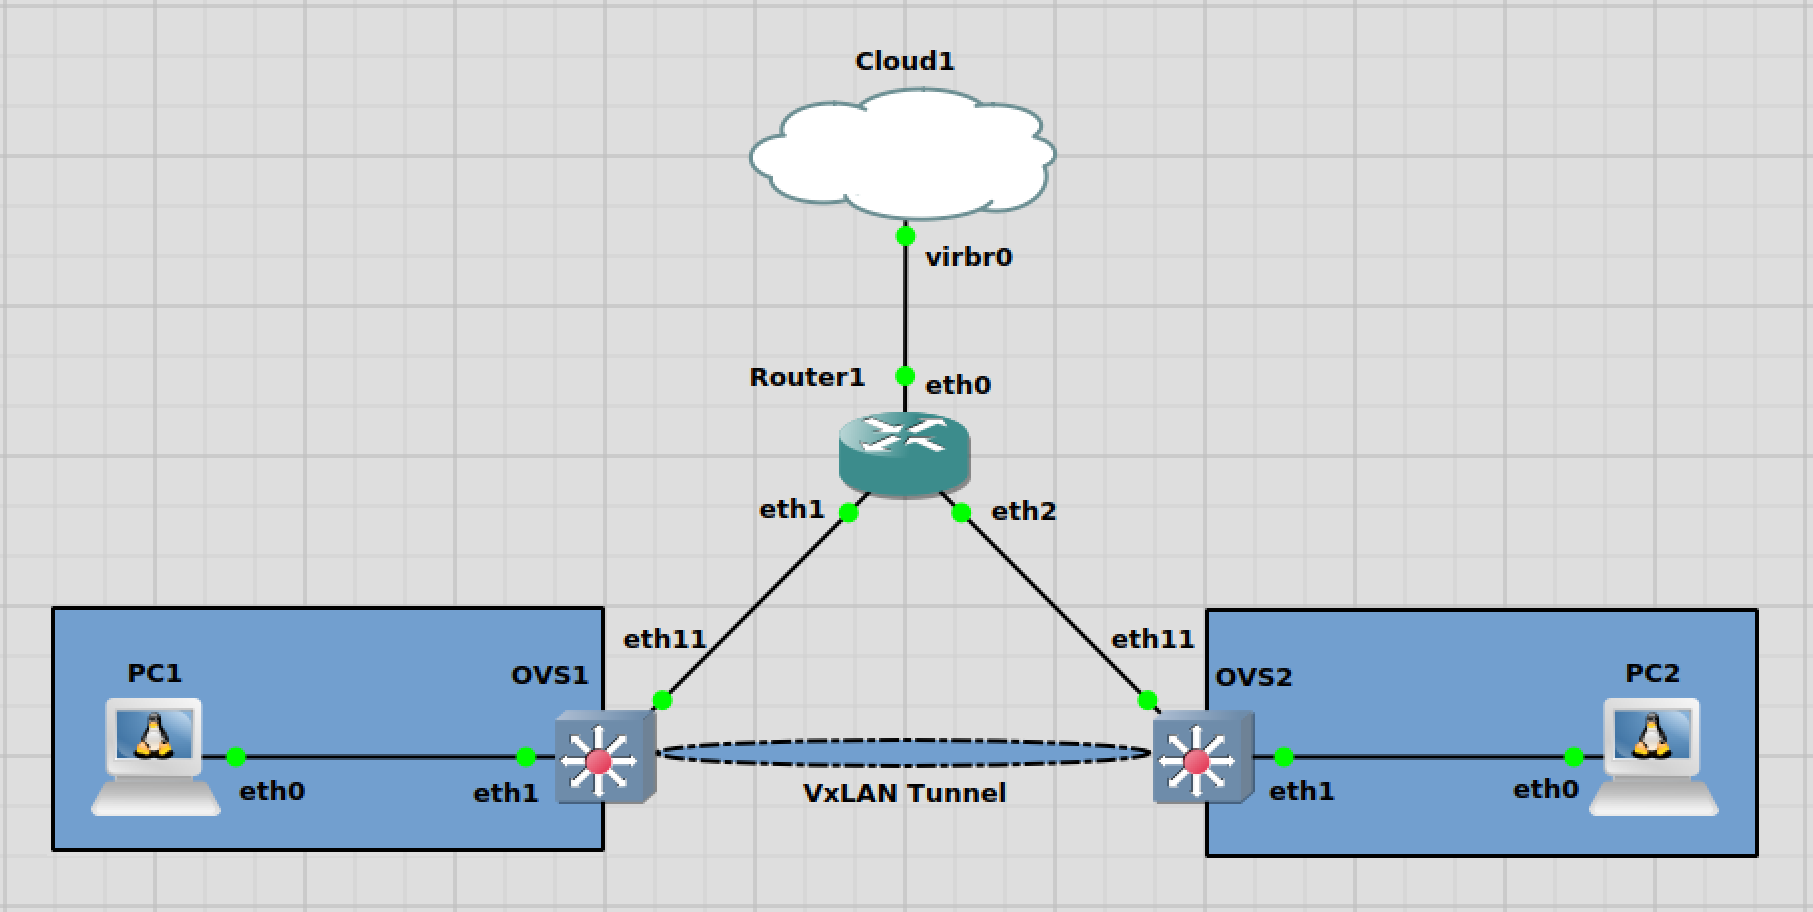 Cloud1
virbr0
Router1
eth0
eth1
eth2
eth11
eth11
PC1
OVS1
OVS2
PC2
eth0
eth1
VxLAN Tunnel
eth1
eth0